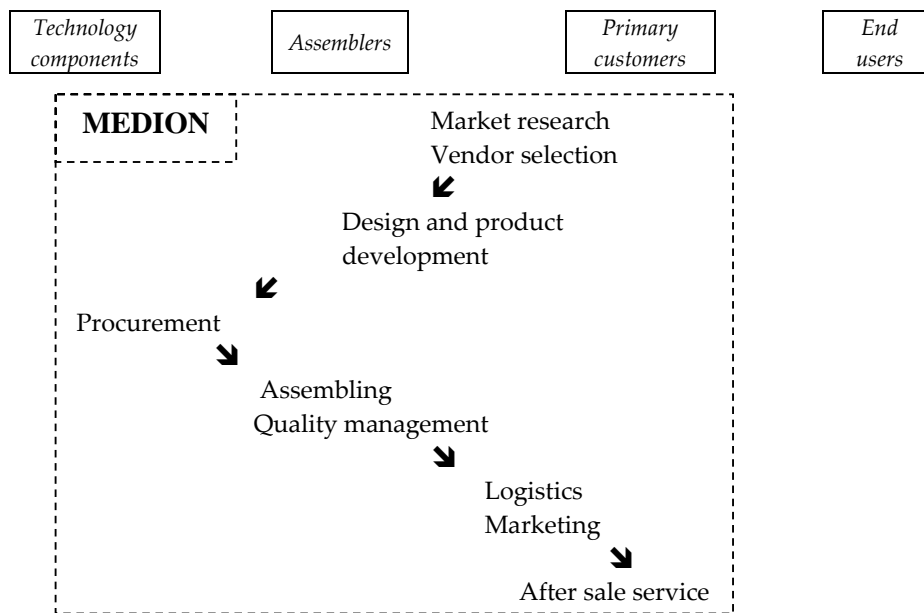 Technology
components
Assemblers
Primary
customers
End
users
MEDION
Market research
Vendor selection
Design and product
development
Procurement
Assembling
Quality management
Logistics
Marketing
After sale service